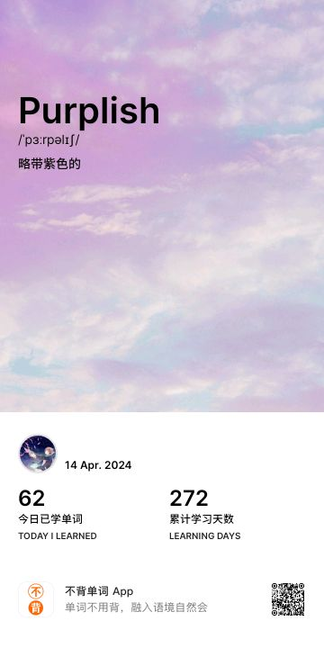 Purplish
/ˈpɜːrpəlɪʃ/
略带紫色的
14 Apr. 2024
62
今日已学单词
TODAY I LEARNED
272
累计学习天数
LEARNING DAYS
不
背
不背单词 App
单词不用背，融入语境自然会